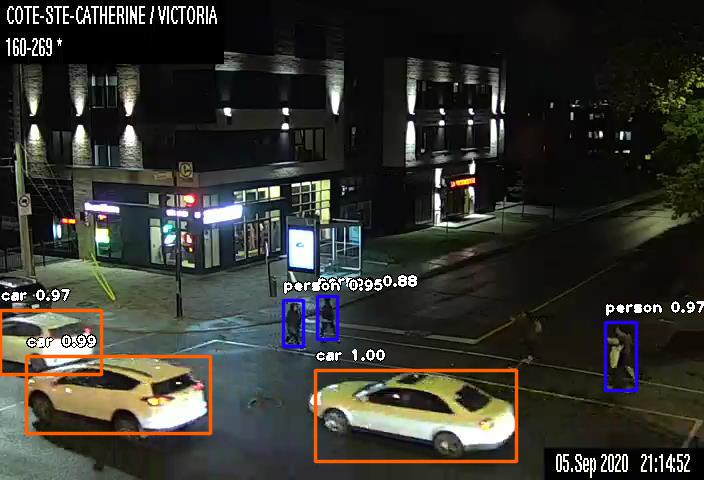 COTE-STE-CATHERINE / VICTORIA
160-269 *
car 0.97
car 0.99
person 0.95
0.88
person 0.97
car 1.00
05.Sep 2020 21:14:52